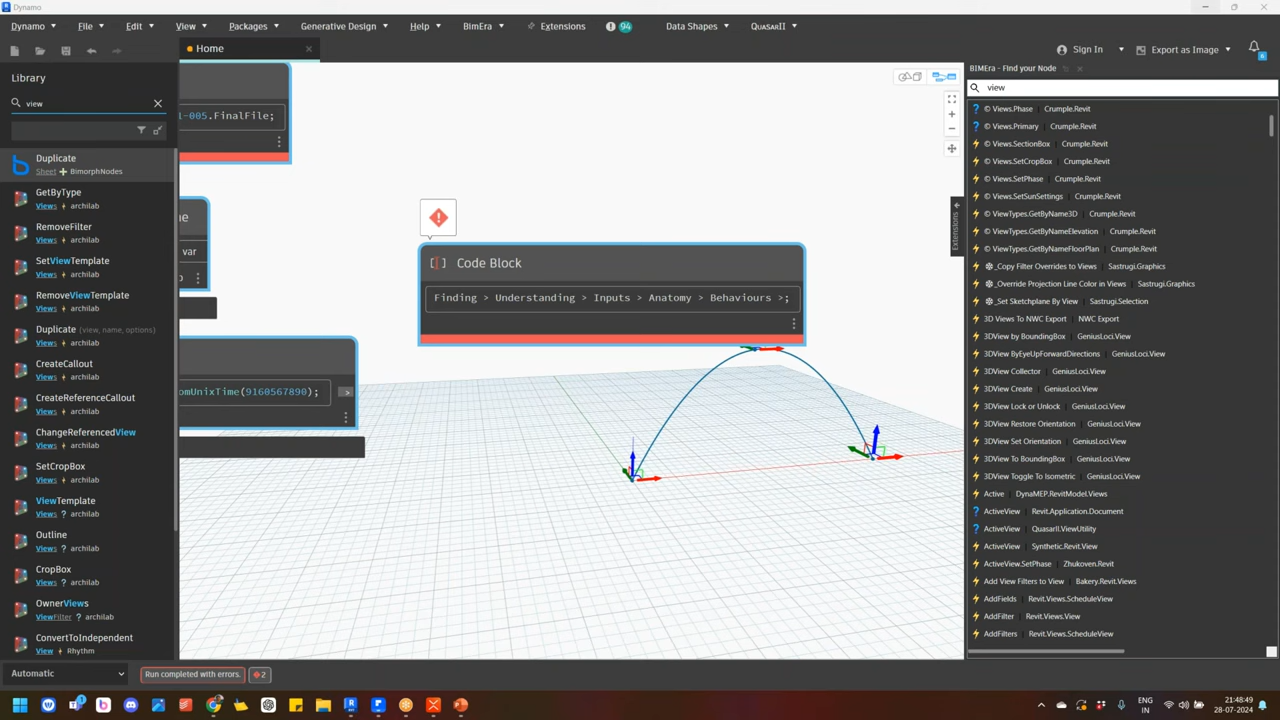 Dynamo
Dynamo File Edit View Packages Generative Design Help BimEra Extensions 94 Data Shapes QuasarII
Home
Sign In Export as Image 6
Library
view
Duplicate
Sheet BimorphNodes
GetByType
Views archilab
RemoveFilter
Views archilab
SetViewTemplate
Views archilab
RemoveViewTemplate
Views archilab
Duplicate (view, name, options)
Views archilab
CreateCallout
Views archilab
CreateReferenceCallout
Views archilab
ChangeReferencedView
Views archilab
SetCropBox
Views archilab
ViewTemplate
Views ? archilab
Outline
Views ? archilab
CropBox
Views ? archilab
OwnerViews
ViewFilter ? archilab
ConvertToIndependent
View Rhythm
Automatic
Run completed with errors. 2
l-005.FinalFile;
ne
var
omUnixTime(9160567890); >
Code Block
Finding > Understanding > Inputs > Anatomy > Behaviours >;
Extensions
BIMEra - Find your Node
view
? © Views.Phase | Crumple.Revit
? © Views.Primary | Crumple.Revit
© Views.SectionBox | Crumple.Revit
© Views.SetCropBox | Crumple.Revit
© Views.SetPhase | Crumple.Revit
© Views.SetSunSettings | Crumple.Revit
© ViewTypes.GetByName3D | Crumple.Revit
© ViewTypes.GetByNameElevation | Crumple.Revit
© ViewTypes.GetByNameFloorPlan | Crumple.Revit
_Copy Filter Overrides to Views | Sastrugi.Graphics
_Override Projection Line Color in Views | Sastrugi.Graphics
_Set Sketchplane By View | Sastrugi.Selection
3D Views To NWC Export | NWC Export
3DView by BoundingBox | GeniusLoci.View
3DView ByEyeUpForwardDirections | GeniusLoci.View
3DView Collector | GeniusLoci.View
3DView Create | GeniusLoci.View
3DView Lock or Unlock | GeniusLoci.View
3DView Restore Orientation | GeniusLoci.View
3DView Set Orientation | GeniusLoci.View
3DView To BoundingBox | GeniusLoci.View
3DView Toggle To Isometric | GeniusLoci.View
Active | DynaMEP.RevitModel.Views
? ActiveView | Revit.Application.Document
? ActiveView | QuasarII.ViewUtility
ActiveView | Synthetic.Revit.View
ActiveView.SetPhase | Zhukoven.Revit
Add View Filters to View | Bakery.Revit.Views
AddFields | Revit.Views.ScheduleView
AddFilter | Revit.Views.View
AddFilters | Revit.Views.ScheduleView
ENG
IN
21:48:49
28-07-2024